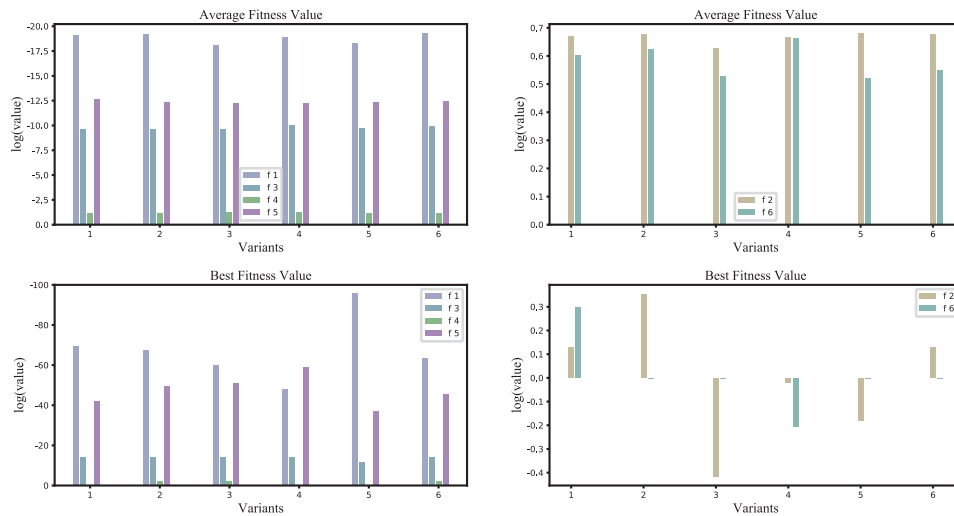 Average Fitness Value
-20.0
-17.5
-15.0
-12.5
-10.0
-7.5
-5.0
-2.5
0.0
log(value)
f 1
f 3
f 4
f 5
1 2 3 4 5 6
Variants
Average Fitness Value
0,7
0,6
0,5
0,4
0,3
0,2
0,1
0,0
log(value)
f 2
f 6
1 2 3 4 5 6
Variants
Best Fitness Value
-100
-80
-60
-40
-20
0
log(value)
f 1
f 3
f 4
f 5
1 2 3 4 5 6
Variants
Best Fitness Value
0,3
0,2
0,1
0,0
-0.1
-0.2
-0.3
-0.4
log(value)
f 2
f 6
1 2 3 4 5 6
Variants